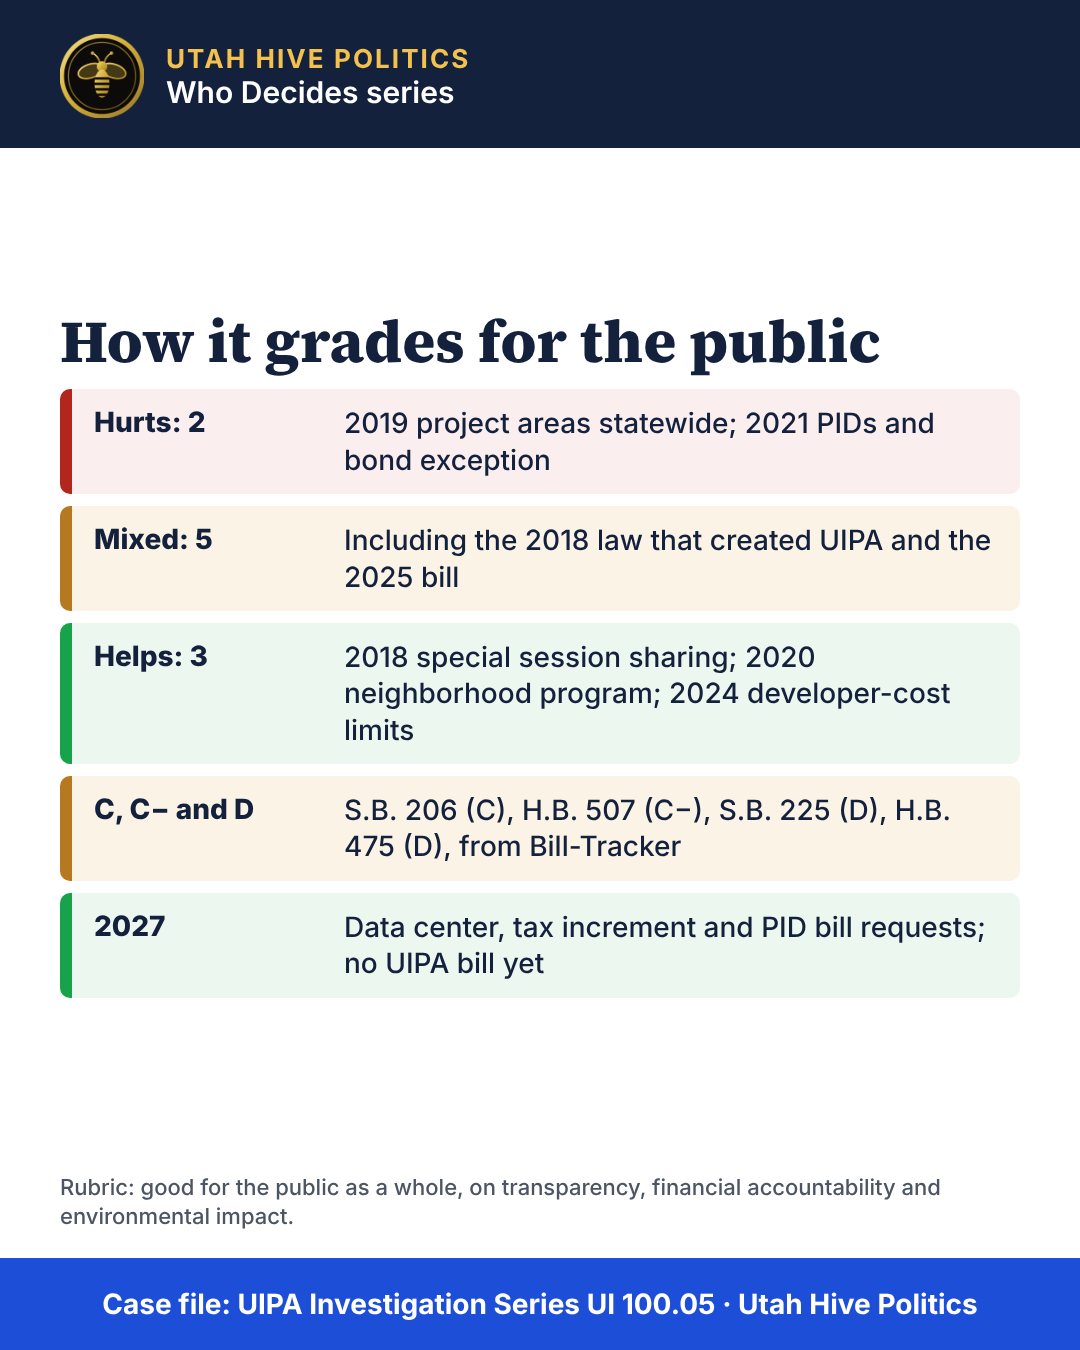 UTAH HIVE POLITICS
Who Decides series
How it grades for the public
Hurts: 2
2019 project areas statewide; 2021 PIDs and
bond exception
Mixed: 5
Including the 2018 law that created UIPA and the
2025 bill
Helps: 3
2018 special session sharing; 2020
neighborhood program; 2024 developer-cost
limits
C, C− and D
S.B. 206 (C), H.B. 507 (C−), S.B. 225 (D), H.B.
475 (D), from Bill-Tracker
2027
Data center, tax increment and PID bill requests;
no UIPA bill yet
Rubric: good for the public as a whole, on transparency, financial accountability and
environmental impact.
Case file: UIPA Investigation Series UI 100.05 · Utah Hive Politics